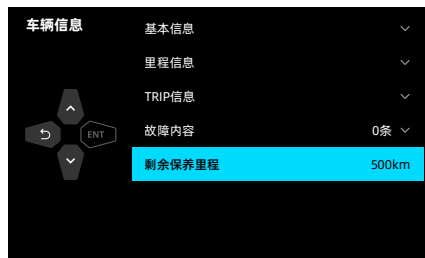 车辆信息
基本信息
里程信息
TRIP信息
故障内容 0条
ENT
剩余保养里程 500km